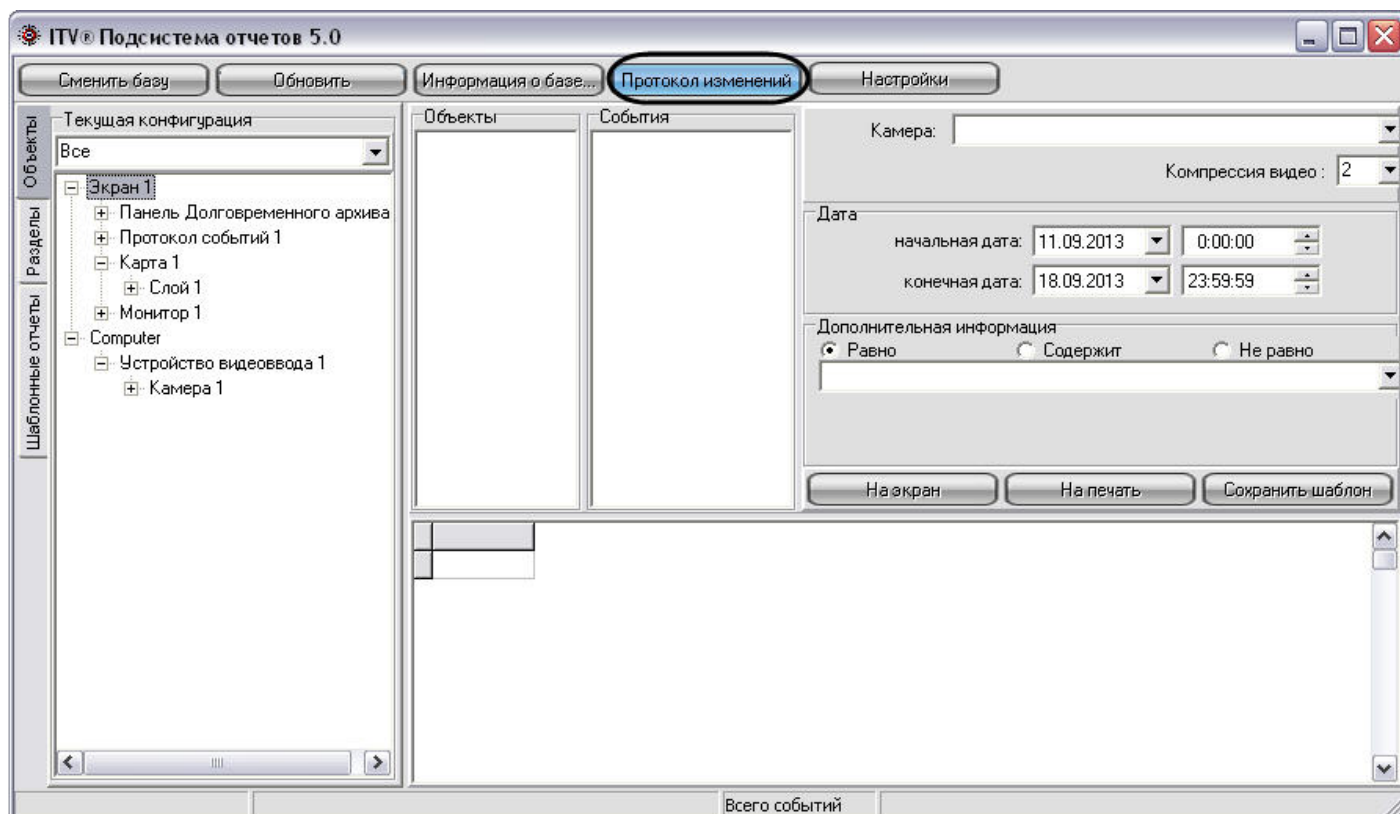 ITV® Подсистема отчетов 5.0
Сменить базу
Обновить
Информация о базе...
Протокол изменений
Настройки
Объекты
Разделы
Шаблонные отчеты
Текущая конфигурация
Все
Экран 1
Панель Долговременного архива
Протокол событий 1
Карта 1
Слой 1
Монитор 1
Computer
Устройство видеоввода 1
Камера 1
Объекты
События
Камера:
Компрессия видео : 2
Дата
начальная дата: 11.09.2013 0:00:00
конечная дата: 18.09.2013 23:59:59
Дополнительная информация
Равно Содержит Не равно
На экран
На печать
Сохранить шаблон
Всего событий